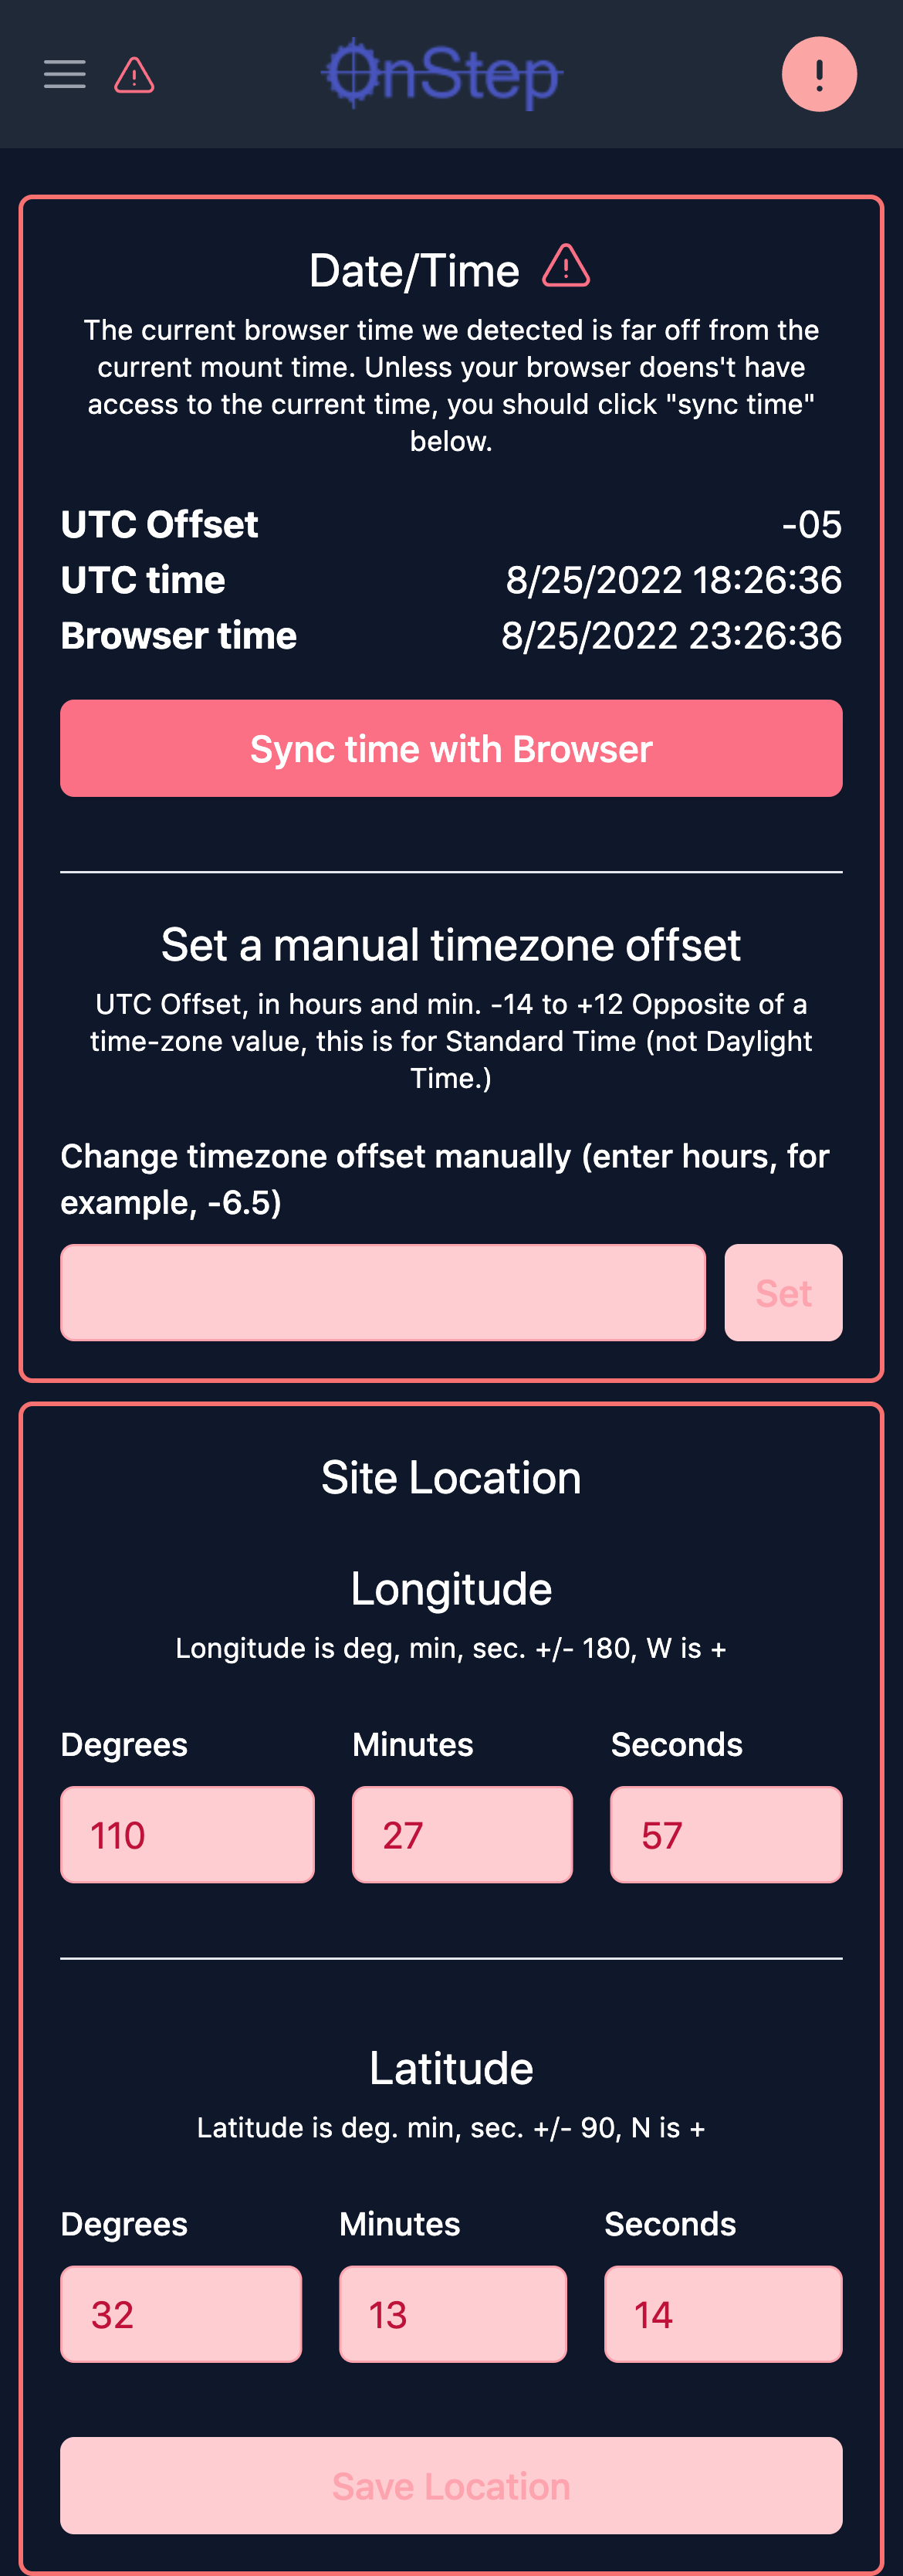 OnStep
Date/Time
The current browser time we detected is far off from the
current mount time. Unless your browser doens't have
access to the current time, you should click "sync time"
below.
UTC Offset -05
UTC time 8/25/2022 18:26:36
Browser time 8/25/2022 23:26:36
Sync time with Browser
Set a manual timezone offset
UTC Offset, in hours and min. -14 to +12 Opposite of a
time-zone value, this is for Standard Time (not Daylight
Time.)
Change timezone offset manually (enter hours, for
example, -6.5)
Set
Site Location
Longitude
Longitude is deg, min, sec. +/- 180, W is +
Degrees Minutes Seconds
110 27 57
Latitude
Latitude is deg. min, sec. +/- 90, N is +
Degrees Minutes Seconds
32 13 14
Save Location